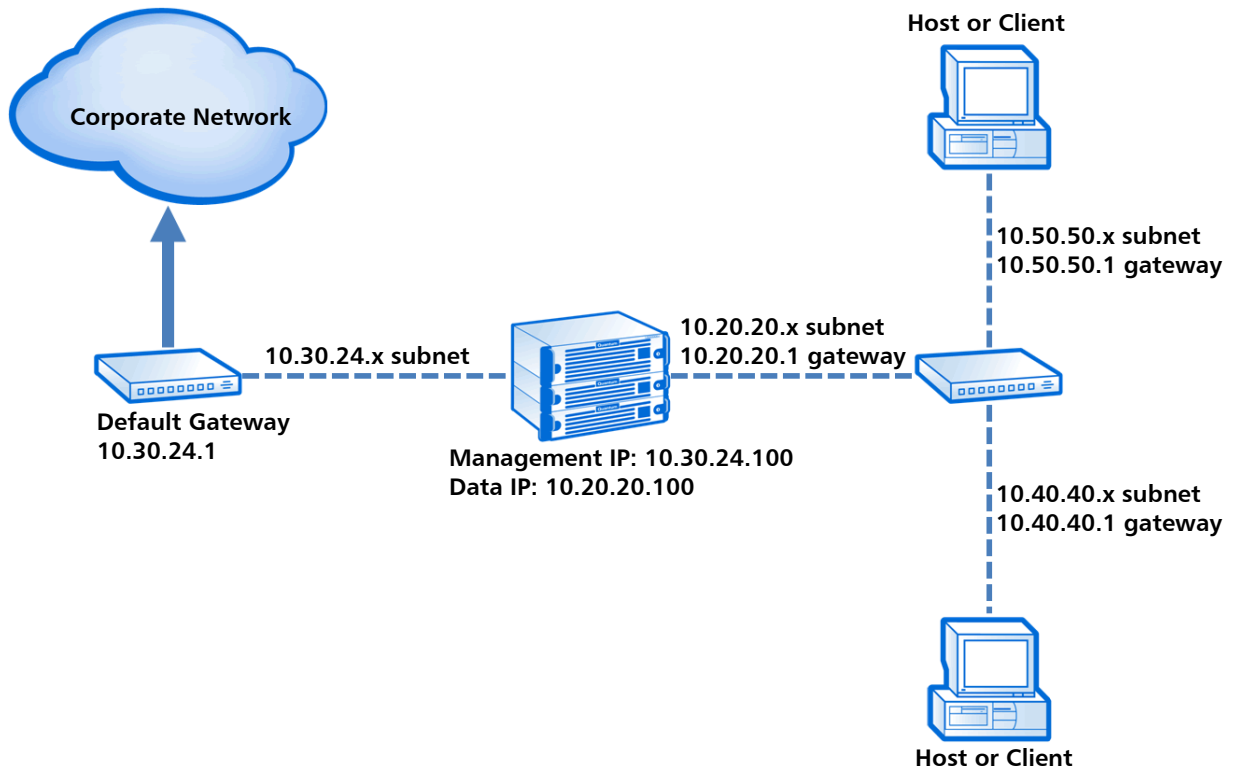 Host or Client
Corporate Network
10.50.50.x subnet
10.50.50.1 gateway
10.30.24.x subnet
10.20.20.x subnet
10.20.20.1 gateway
Default Gateway
10.30.24.1
Management IP: 10.30.24.100
Data IP: 10.20.20.100
10.40.40.x subnet
10.40.40.1 gateway
Host or Client